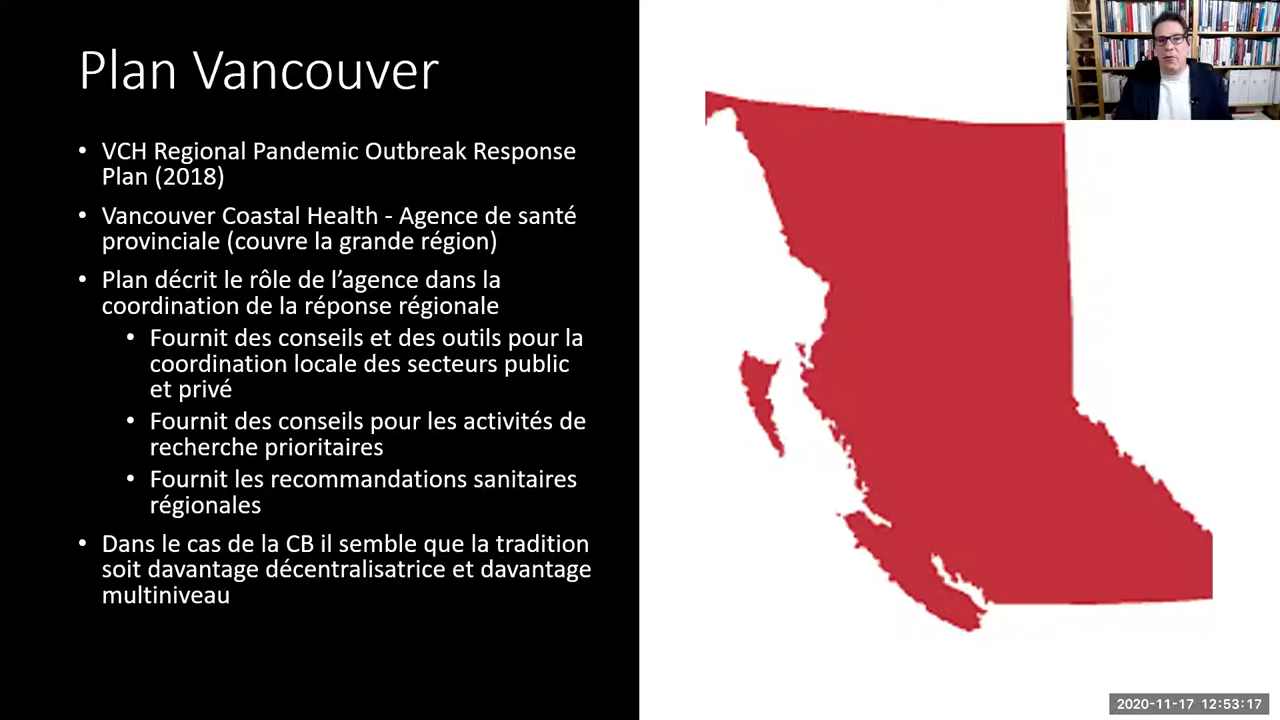 Plan Vancouver
• VCH Regional Pandemic Outbreak Response
Plan (2018)
• Vancouver Coastal Health - Agence de santé
provinciale (couvre la grande région)
• Plan décrit le rôle de l’agence dans la
coordination de la réponse régionale
• Fournit des conseils et des outils pour la
coordination locale des secteurs public
et privé
• Fournit des conseils pour les activités de
recherche prioritaires
• Fournit les recommandations sanitaires
régionales
• Dans le cas de la CB il semble que la tradition
soit davantage décentralisatrice et davantage
multiniveau
2020-11-17 12:53:17